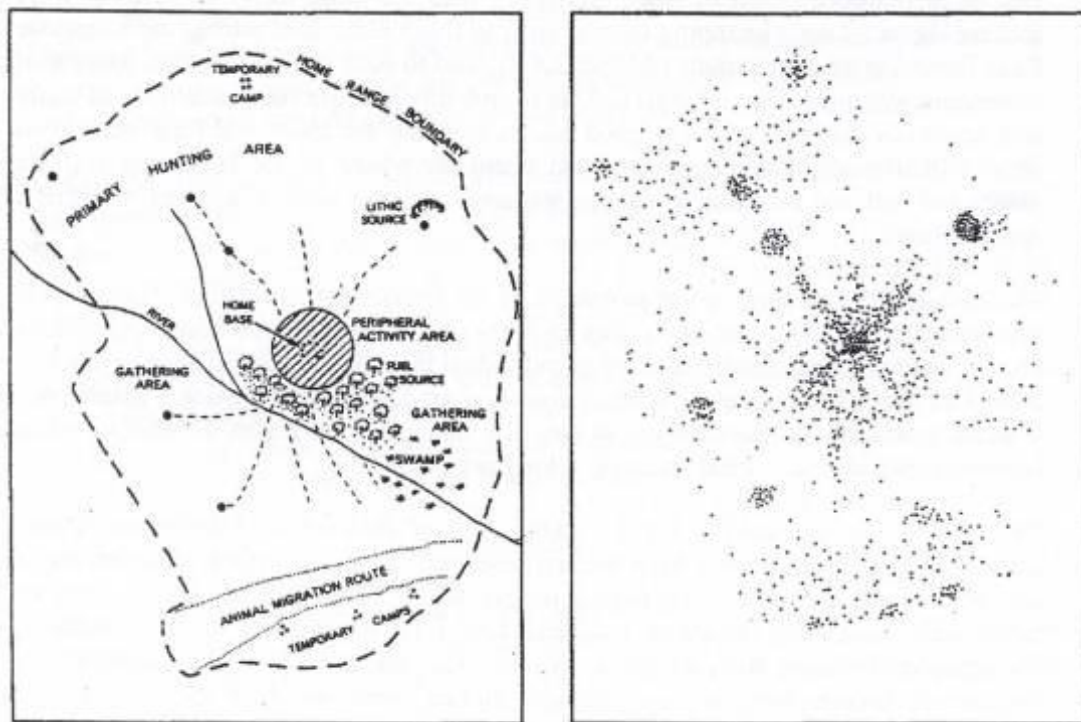 TEMPORARY
CAMP
HOME RANGE BOUNDARY
PRIMARY HUNTING AREA
LITHIC
SOURCE
HOME
BASE
PERIPHERAL
ACTIVITY AREA
RIVER
FUEL
SOURCE
GATHERING
AREA
GATHERING
AREA
SWAMP
ANIMAL MIGRATION ROUTE
TEMPORARY CAMPS